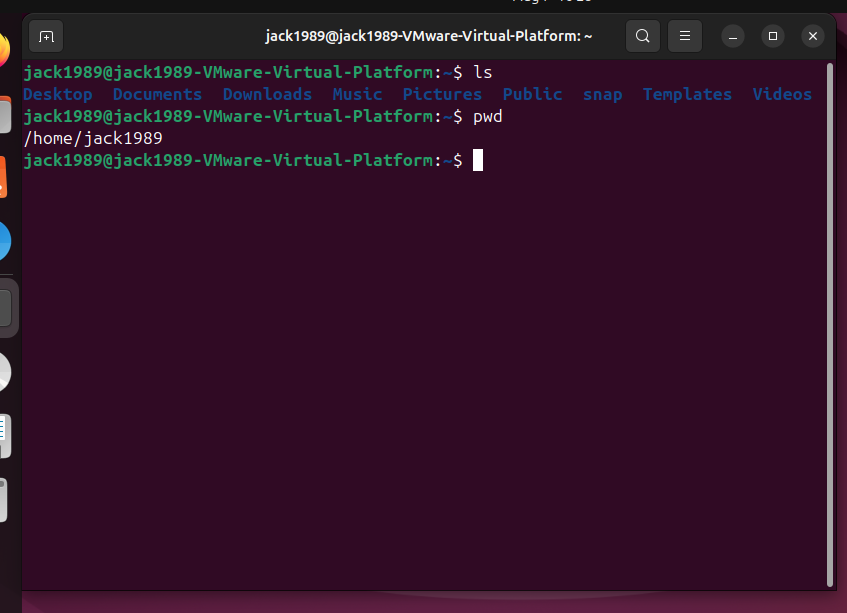 jack1989@jack1989-VMware-Virtual-Platform: ~
jack1989@jack1989-VMware-Virtual-Platform:~$ ls
Desktop Documents Downloads Music Pictures Public snap Templates Videos
jack1989@jack1989-VMware-Virtual-Platform:~$ pwd
/home/jack1989
jack1989@jack1989-VMware-Virtual-Platform:~$